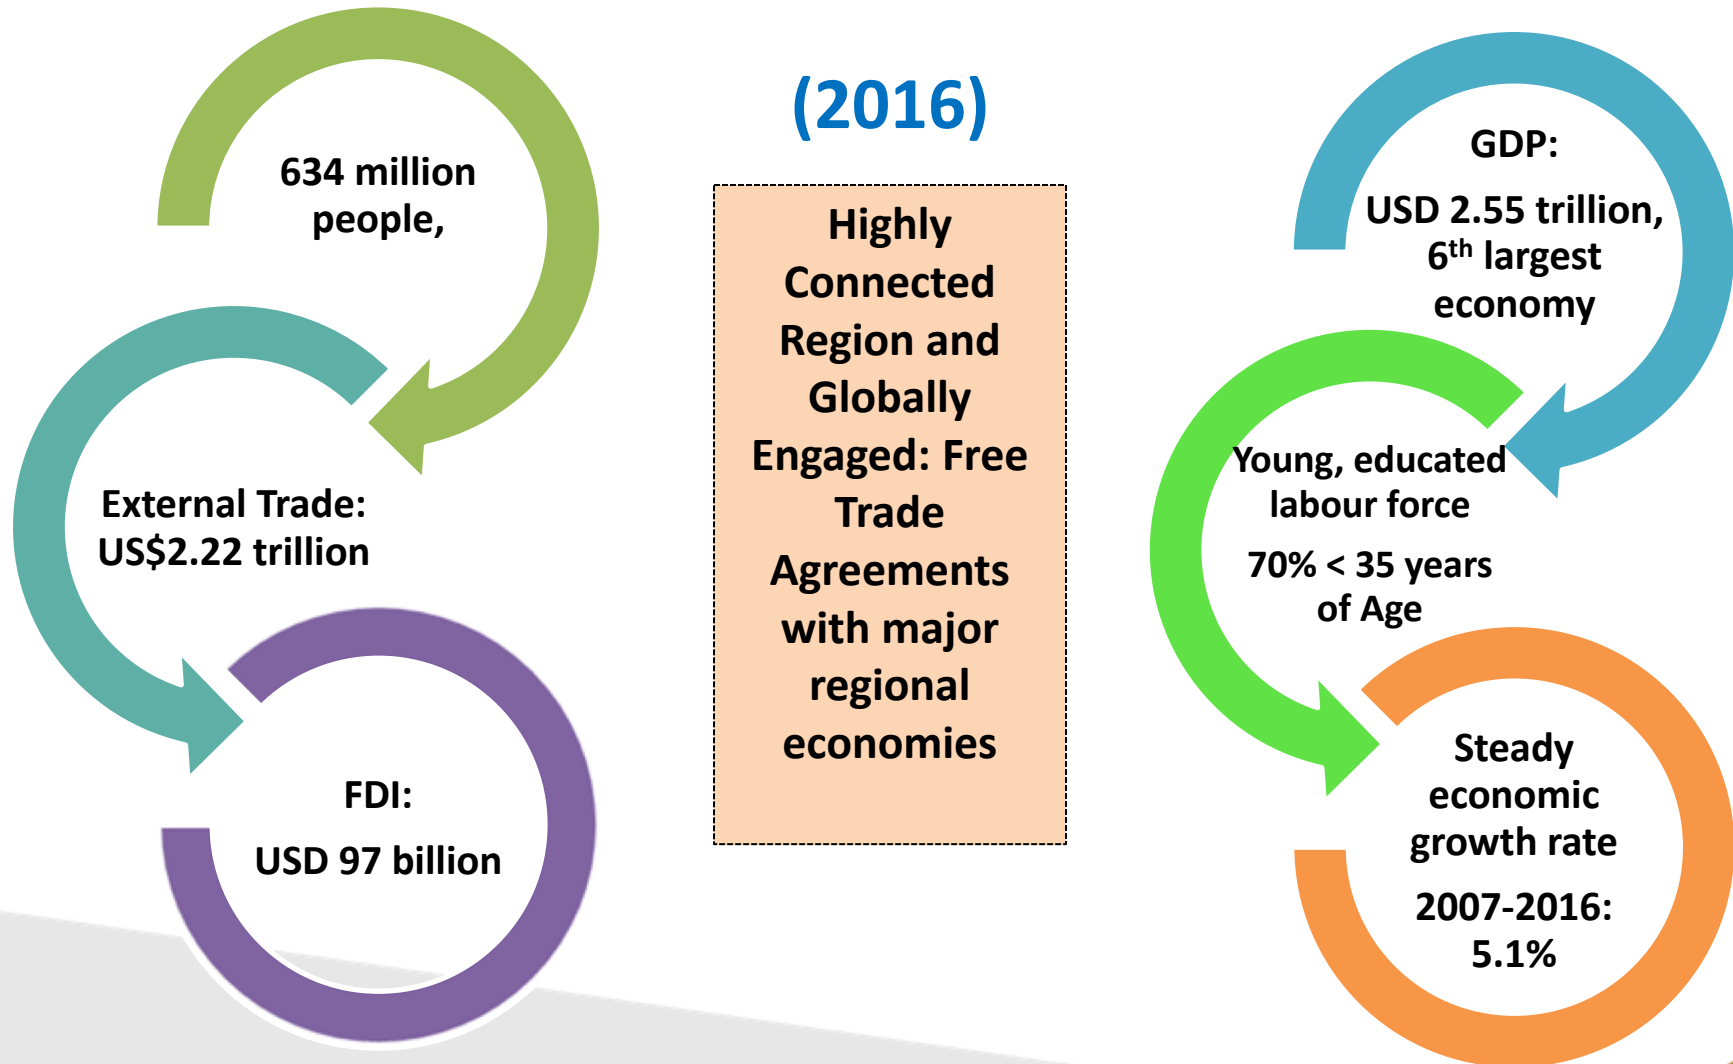 (2016)
634 million
people,
External Trade:
US$2.22 trillion
FDI:
USD 97 billion
Highly
Connected
Region and
Globally
Engaged: Free
Trade
Agreements
with major
regional
economies
GDP:
USD 2.55 trillion,
6th largest
economy
Young, educated
labour force
70% < 35 years
of Age
Steady
economic
growth rate
2007-2016:
5.1%